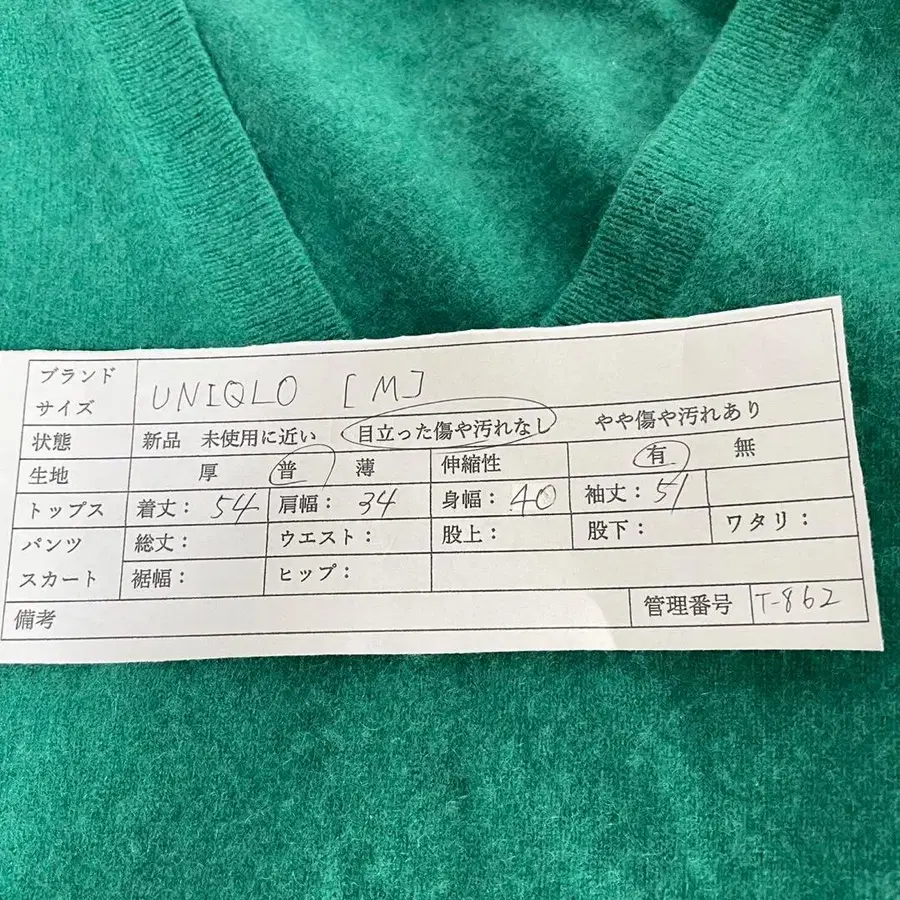 ブランド
サイズ
UNIQLO [M]
状態 新品 未使用に近い 目立った傷や汚れなし やや傷や汚れあり
生地 厚 普 薄 伸縮性 有 無
トップス 着丈: 54 肩幅: 34 身幅: 40 袖丈: 51
パンツ 総丈: ウエスト: 股上: 股下: ワタリ:
スカート 裾幅: ヒップ:
備考 管理番号 T-862